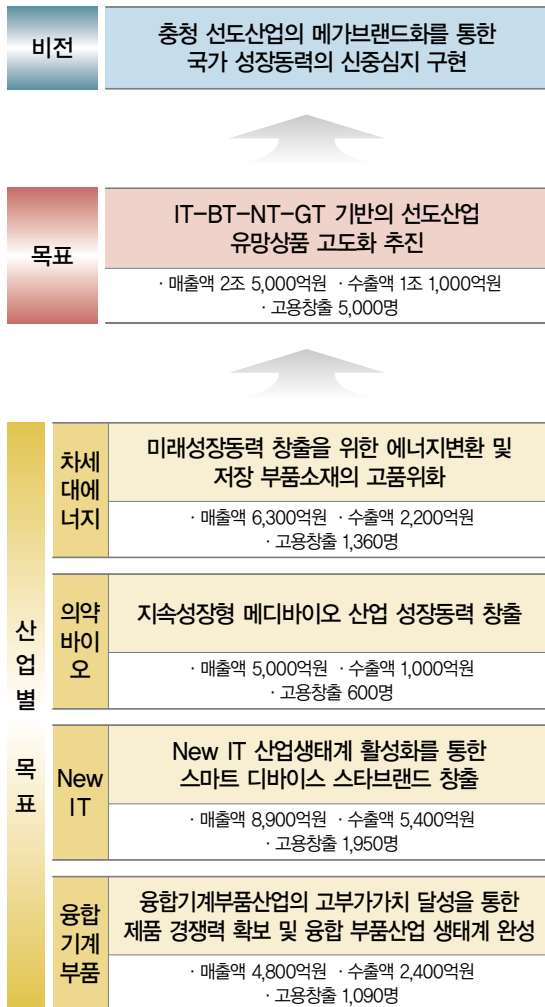 비전
충청 선도산업의 메가브랜드화를 통한
국가 성장동력의 신중심지 구현
목표
IT-BT-NT-GT 기반의 선도산업
유망상품 고도화 추진
· 매출액 2조 5,000억원 · 수출액 1조 1,000억원
· 고용창출 5,000명
산업별 목표
차세
대에
너지
미래성장동력 창출을 위한 에너지변환 및
저장 부품소재의 고품위화
· 매출액 6,300억원 · 수출액 2,200억원
· 고용창출 1,360명
의약
바이
오
지속성장형 메디바이오 산업 성장동력 창출
· 매출액 5,000억원 · 수출액 1,000억원
· 고용창출 600명
New
IT
New IT 산업생태계 활성화를 통한
스마트 디바이스 스타브랜드 창출
· 매출액 8,900억원 · 수출액 5,400억원
· 고용창출 1,950명
융합
기계
부품
융합기계부품산업의 고부가가치 달성을 통한
제품 경쟁력 확보 및 융합 부품산업 생태계 완성
· 매출액 4,800억원 · 수출액 2,400억원
· 고용창출 1,090명